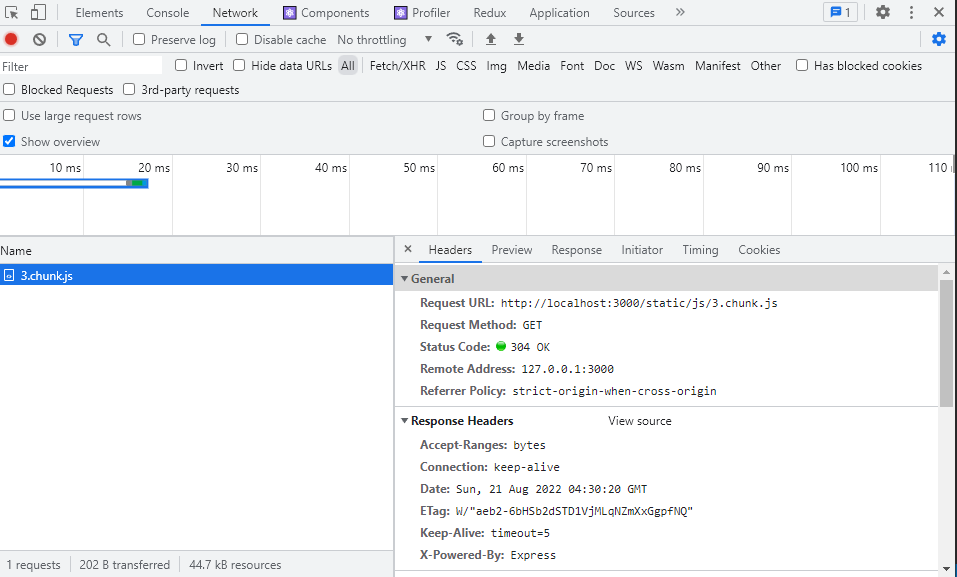 Elements Console Network Components Profiler Redux Application Sources » 1
Preserve log Disable cache No throttling
Filter Invert Hide data URLs All Fetch/XHR JS CSS Img Media Font Doc WS Wasm Manifest Other Has blocked cookies
Blocked Requests 3rd-party requests
Use large request rows Group by frame
Show overview Capture screenshots
10 ms 20 ms 30 ms 40 ms 50 ms 60 ms 70 ms 80 ms 90 ms 100 ms 110
Name
3.chunk.js
1 requests 202 B transferred 44.7 kB resources
× Headers Preview Response Initiator Timing Cookies
General
Request URL: http://localhost:3000/static/js/3.chunk.js
Request Method: GET
Status Code: 304 OK
Remote Address: 127.0.0.1:3000
Referrer Policy: strict-origin-when-cross-origin
Response Headers View source
Accept-Ranges: bytes
Connection: keep-alive
Date: Sun, 21 Aug 2022 04:30:20 GMT
ETag: W/"aeb2-6bHSb2dSTD1VjMLqNZmXxGgpfNQ"
Keep-Alive: timeout=5
X-Powered-By: Express